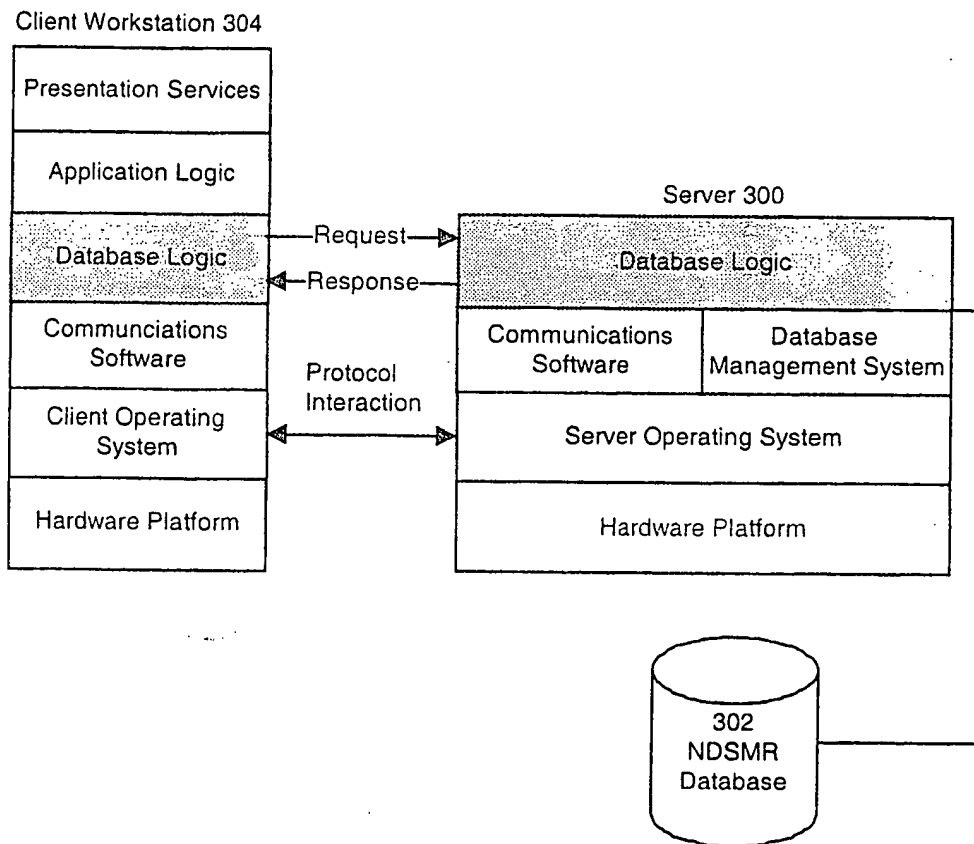 Client Workstation 304
Presentation Services
Application Logic
Database Logic
Communciations
Software
Client Operating
System
Hardware Platform
Request
Response
Protocol
Interaction
Server 300
Database Logic
Communications
Software
Database
Management System
Server Operating System
Hardware Platform
302
NDSMR
Database